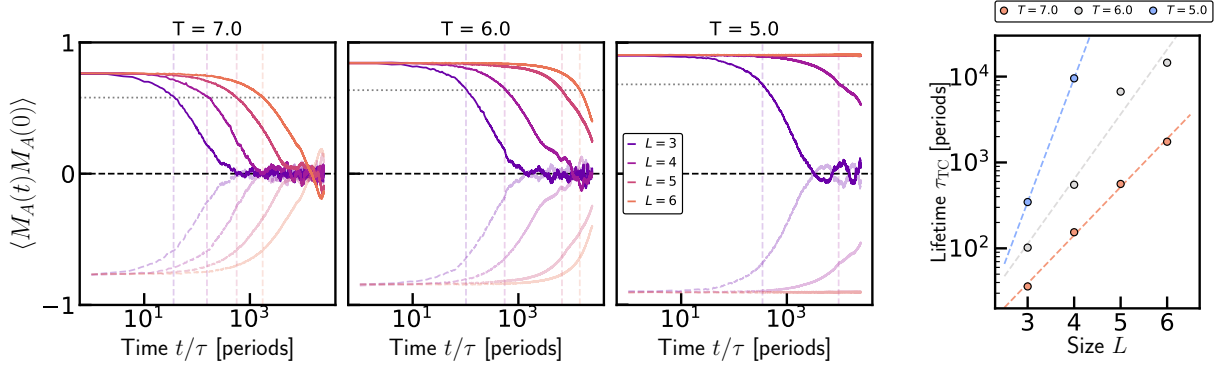 T = 7.0
T = 6.0
T = 5.0
⟨M_A(t)M_A(0)⟩
1
0
−1
10^1
10^3
Time t/τ [periods]
10^1
10^3
Time t/τ [periods]
L = 3
L = 4
L = 5
L = 6
10^1
10^3
Time t/τ [periods]
T = 7.0
T = 6.0
T = 5.0
Lifetime τ_TC [periods]
10^4
10^3
10^2
3
4
5
6
Size L